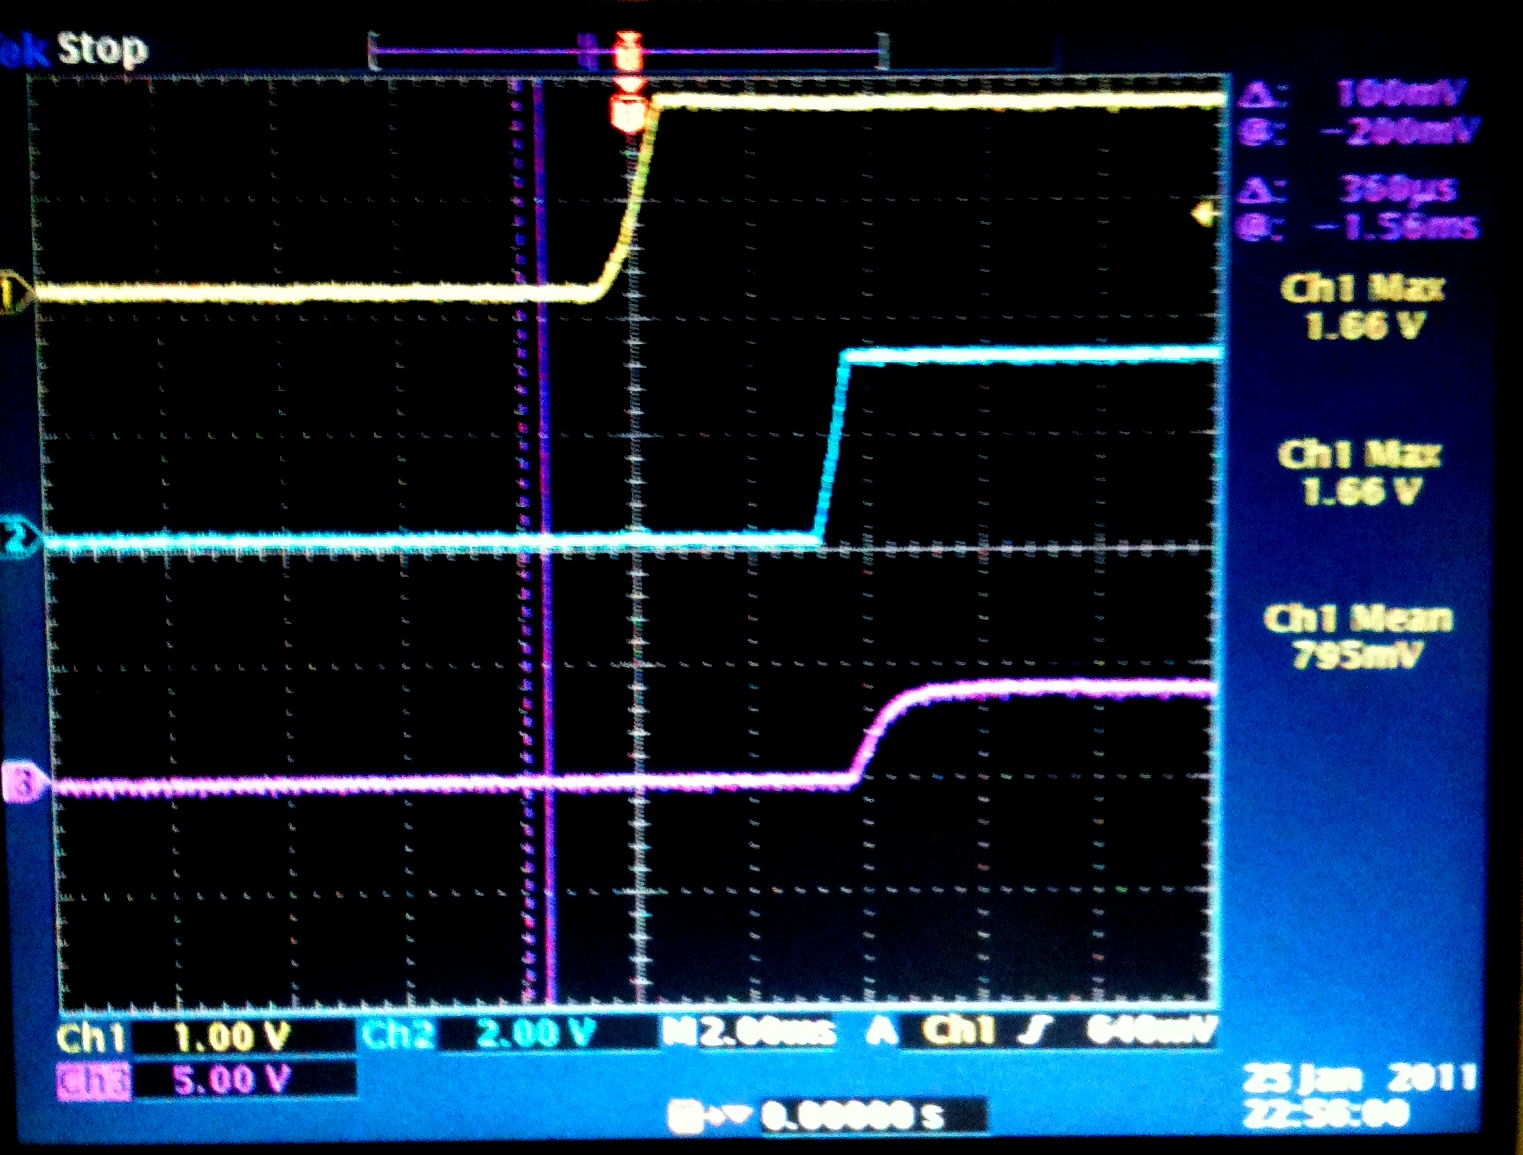 ek Stop
Δ: 100mV
@: -200mV
Δ: 360µs
@: -1.56ms
1
Ch1 Max
1.66 V
2
Ch1 Max
1.66 V
Ch1 Mean
795mV
3
Ch1 1.00 V Ch2 2.00 V M 2.00ms A Ch1 640mV
Ch3 5.00 V
25 Jan 2011
22:56:00
0.00000 s